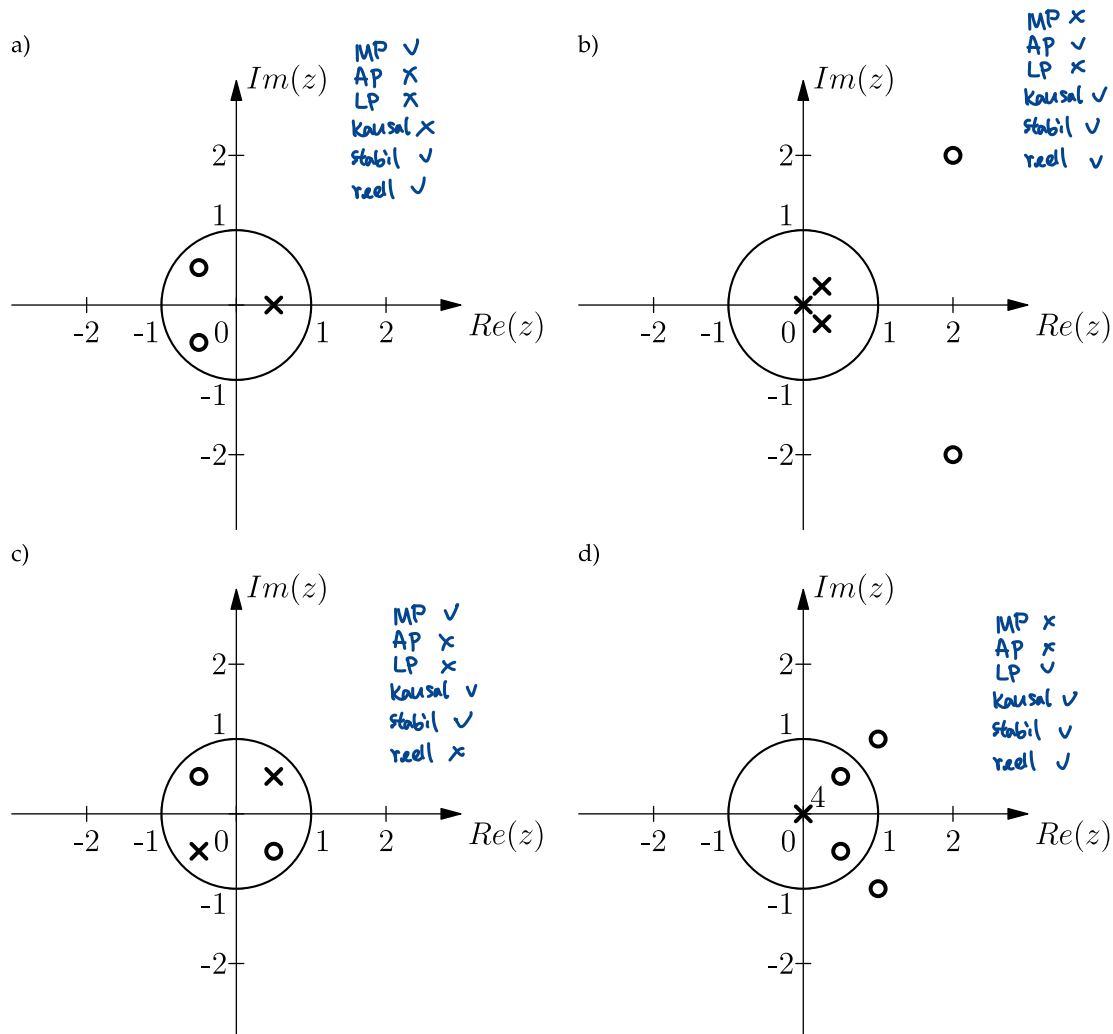 a)
MP ✓
AP ✗
LP ✗
kausal ✗
stabil ✓
reell ✓
Im(z)
2
1
-2 -1 0 1 2 Re(z)
-1
-2
b)
MP ✗
AP ✓
LP ✗
kausal ✓
stabil ✓
reell ✓
Im(z)
2
1
-2 -1 0 1 2 Re(z)
-1
-2
c)
MP ✓
AP ✗
LP ✗
kausal ✓
stabil ✓
reell ✗
Im(z)
2
1
-2 -1 0 1 2 Re(z)
-1
-2
d)
MP ✗
AP ✗
LP ✓
kausal ✓
stabil ✓
reell ✓
Im(z)
2
1
4
-2 -1 0 1 2 Re(z)
-1
-2